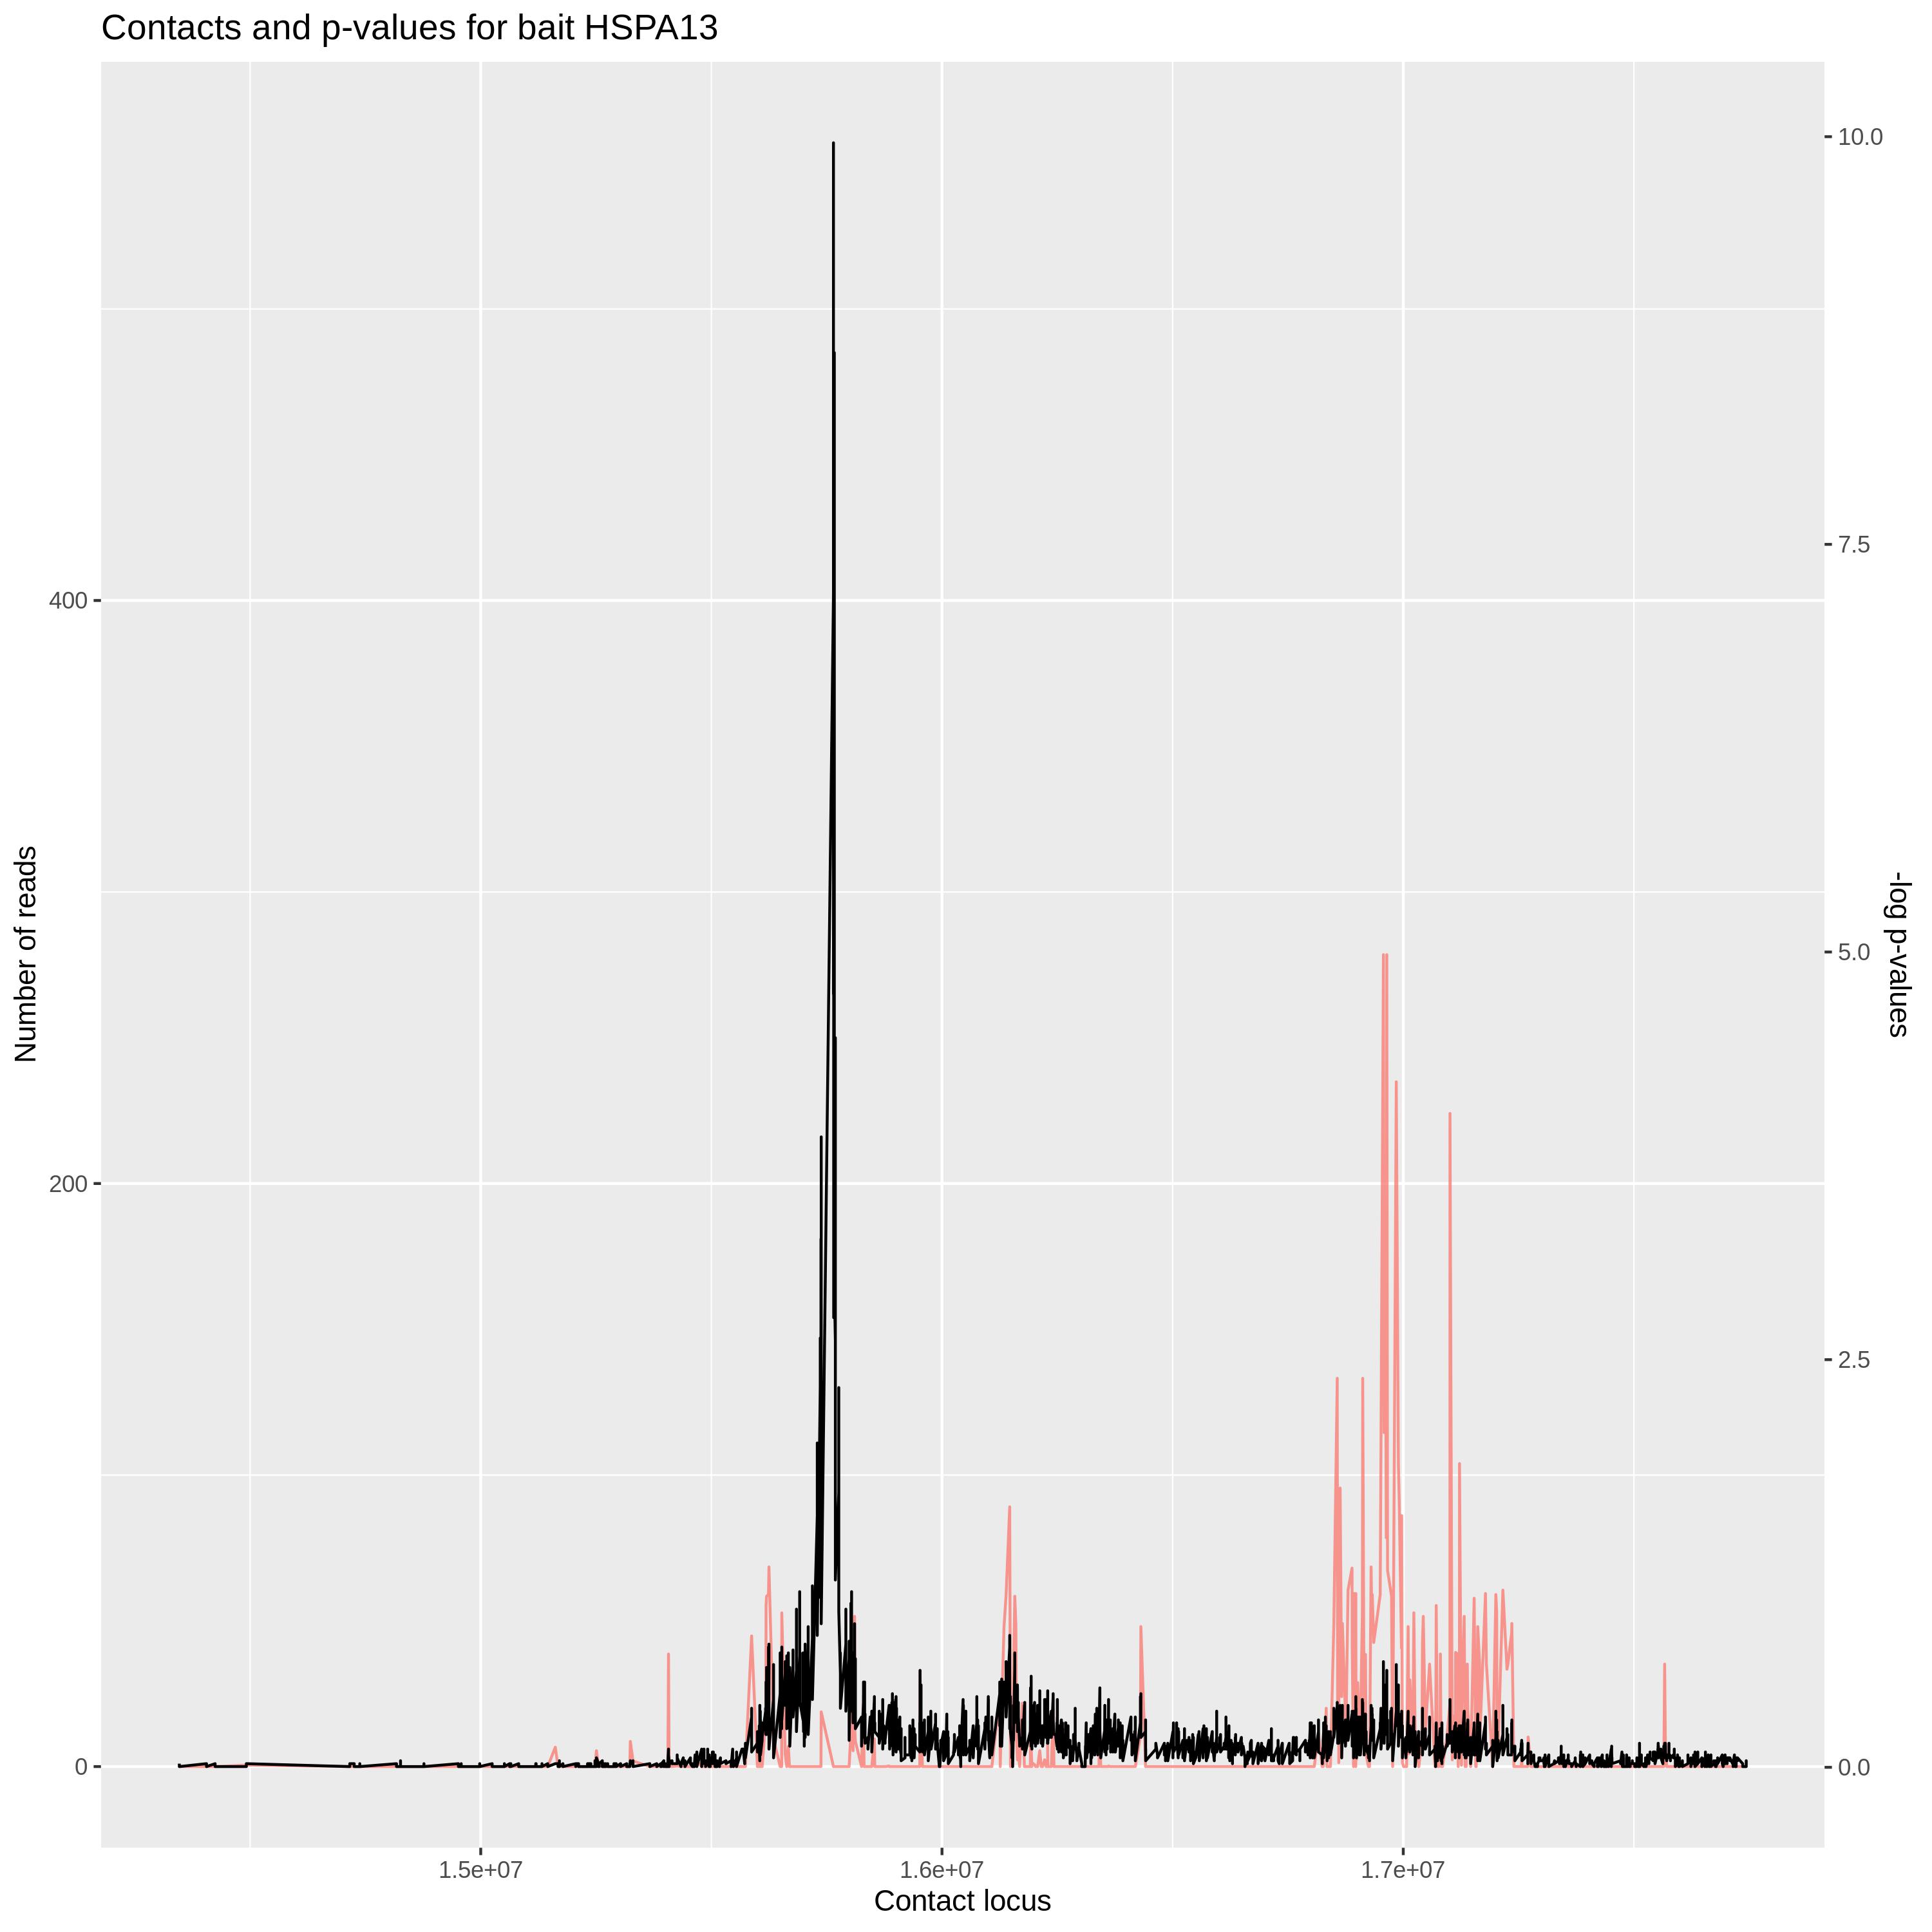 Contacts and p-values for bait HSPA13
Number of reads
400
200
0
10.0
7.5
5.0
2.5
0.0
-log p-values
1.5e+07
1.6e+07
1.7e+07
Contact locus